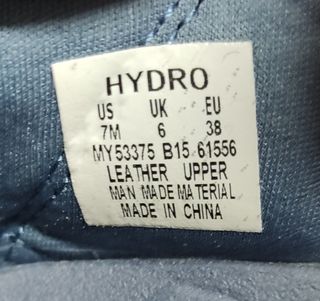 HYDRO
US UK EU
7M 6 38
MY53375 B15 61556
LEATHER UPPER
MAN MADE MATERIAL
MADE IN CHINA